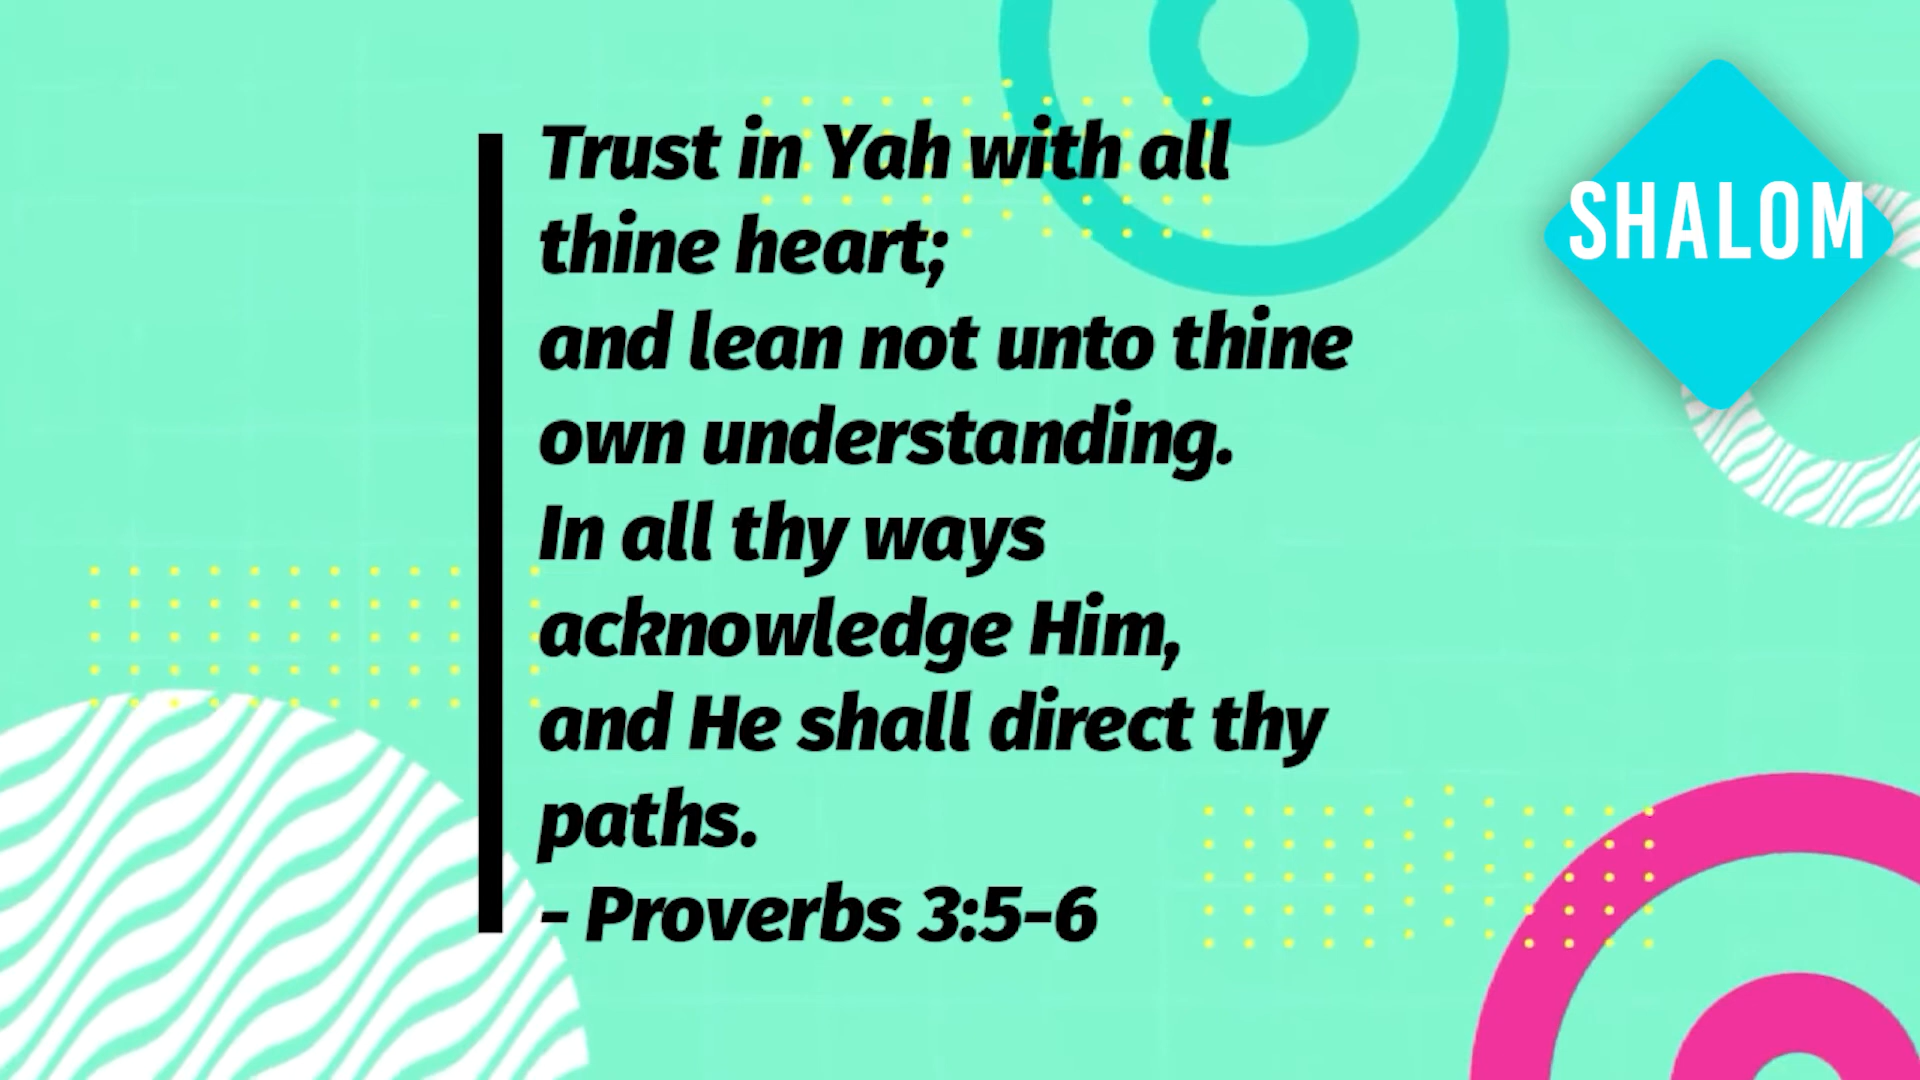 Trust in Yah with all
thine heart;
and lean not unto thine
own understanding.
In all thy ways
acknowledge Him,
and He shall direct thy
paths.
- Proverbs 3:5-6
SHALOM